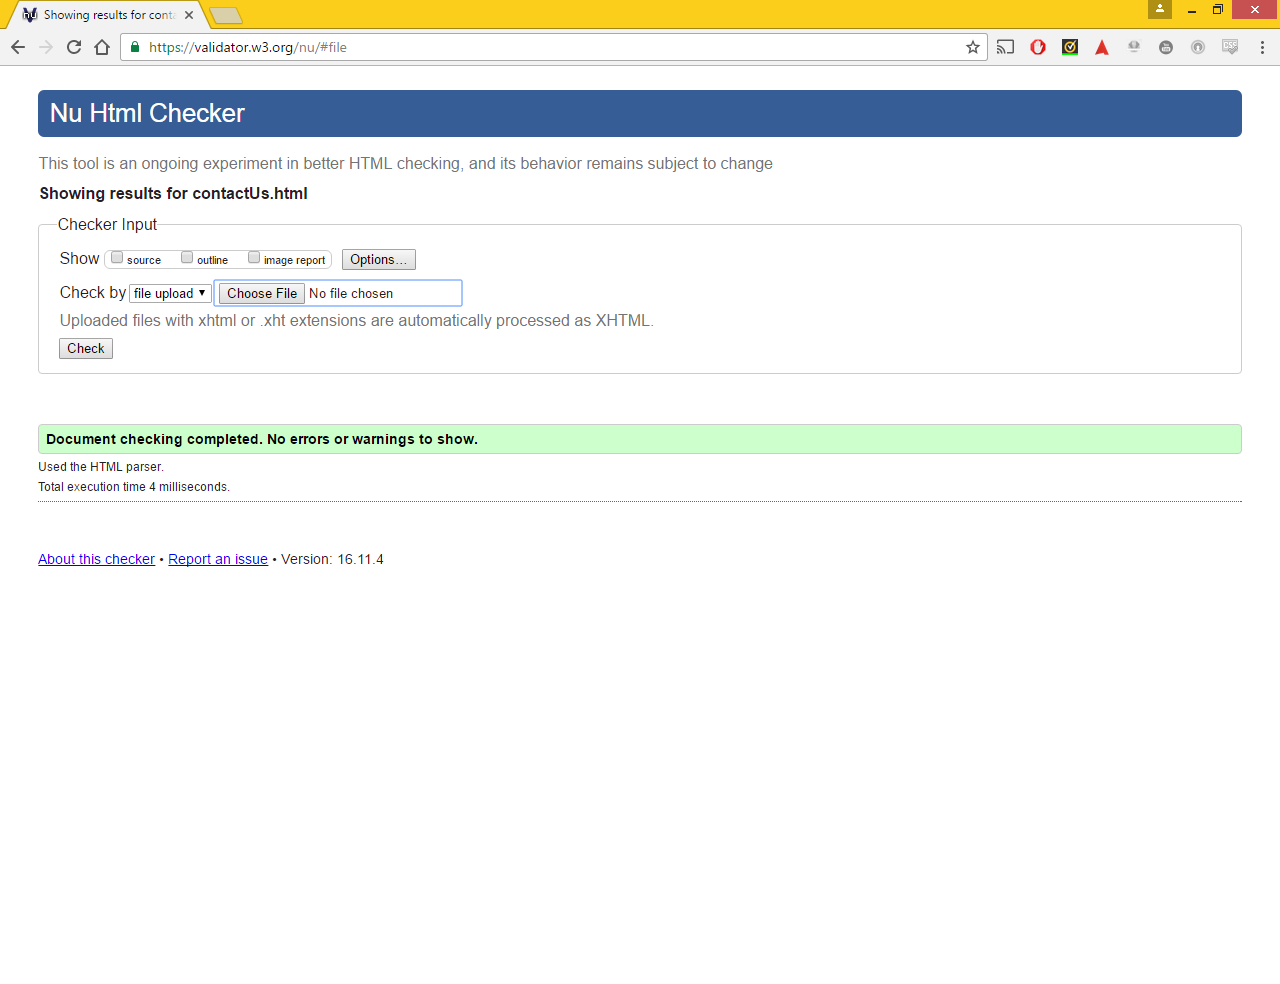 Showing results for cont
https://validator.w3.org/nu/#file
Nu Html Checker
This tool is an ongoing experiment in better HTML checking, and its behavior remains subject to change
Showing results for contactUs.html
Checker Input
Show source outline image report Options...
Check by file upload Choose File No file chosen
Uploaded files with xhtml or .xht extensions are automatically processed as XHTML.
Check
Document checking completed. No errors or warnings to show.
Used the HTML parser.
Total execution time 4 milliseconds.
About this checker • Report an issue • Version: 16.11.4